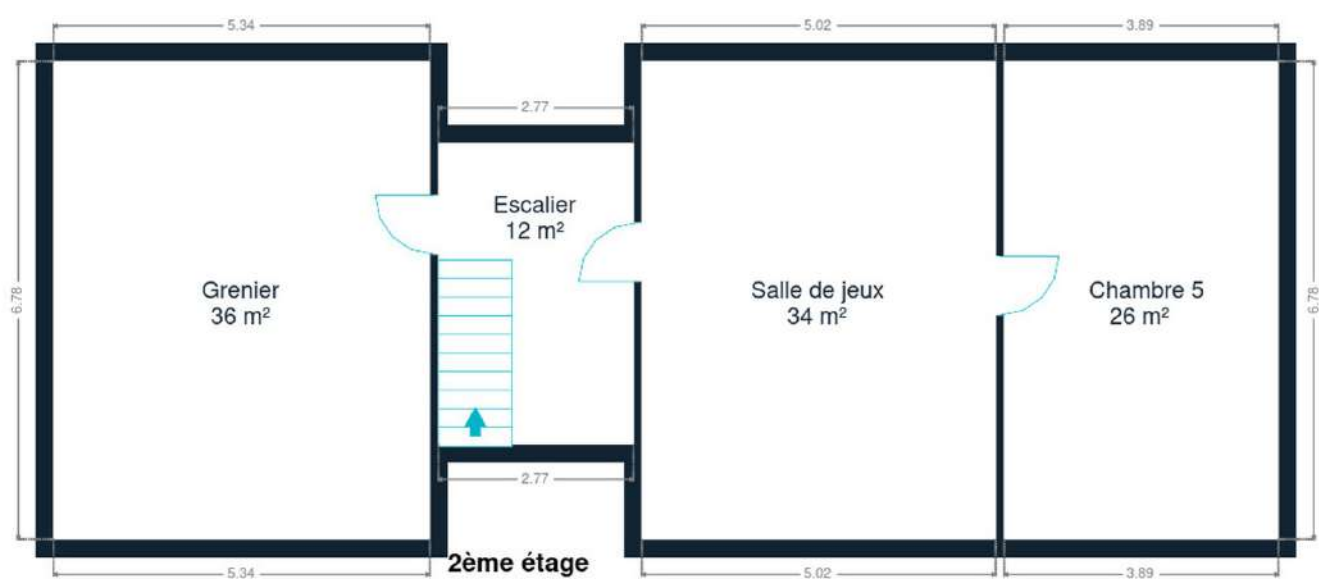 5.34
5.02
3.89
2.77
Escalier
12 m²
Grenier
36 m²
Salle de jeux
34 m²
Chambre 5
26 m²
6.78
6.78
2.77
2ème étage
5.34
5.02
3.89